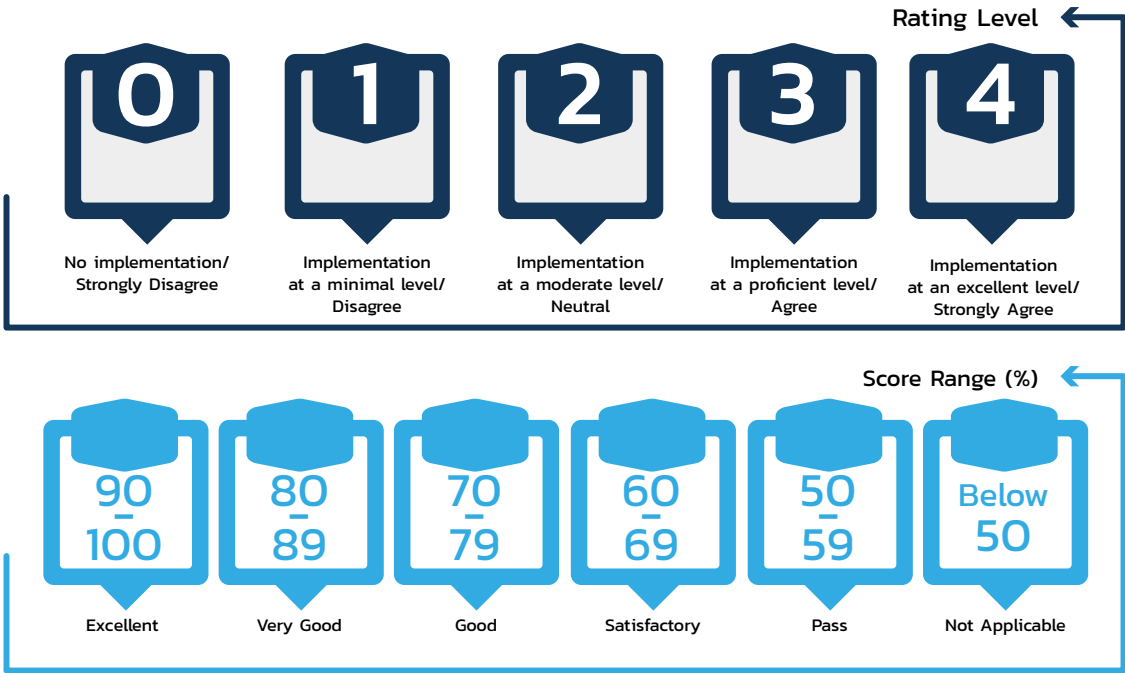 Rating Level
0
1
2
3
4
No implementation/
Strongly Disagree
Implementation
at a minimal level/
Disagree
Implementation
at a moderate level/
Neutral
Implementation
at a proficient level/
Agree
Implementation
at an excellent level/
Strongly Agree
Score Range (%)
90
–
100
80
–
89
70
–
79
60
–
69
50
–
59
Below
50
Excellent
Very Good
Good
Satisfactory
Pass
Not Applicable